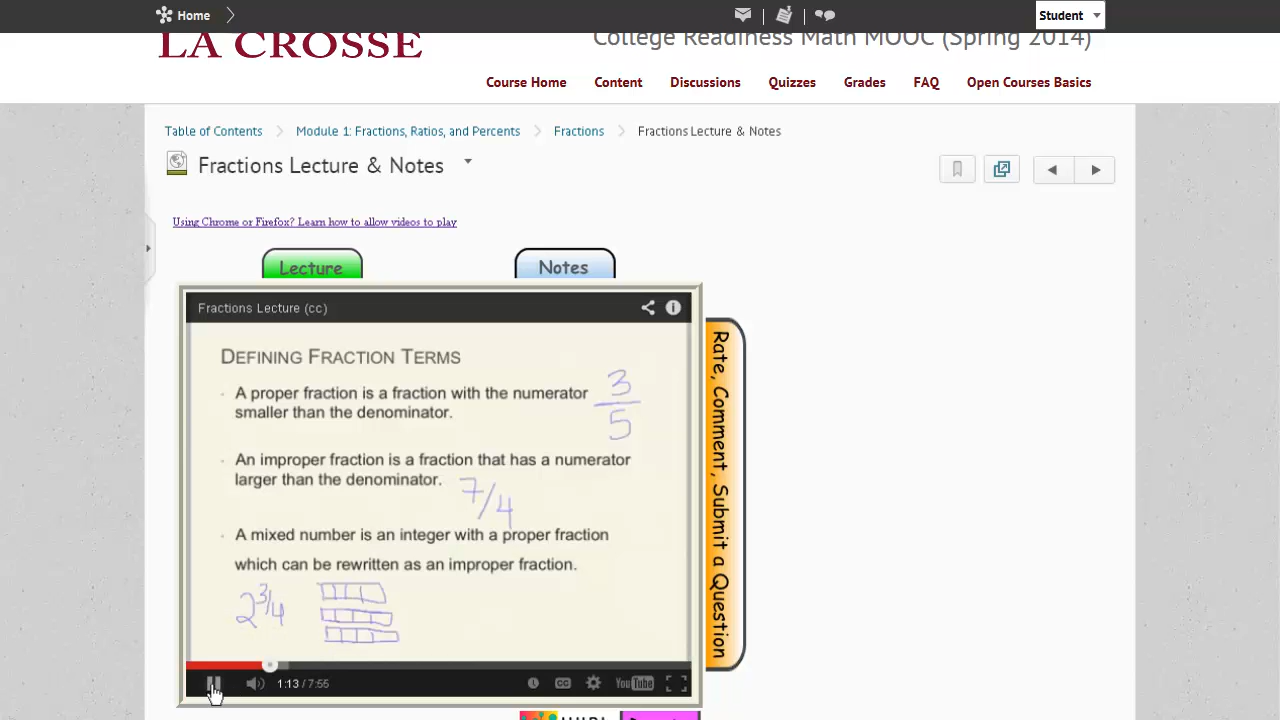 Home
Student
LA CROSSE
College Readiness Math MOOC (Spring 2014)
Course Home Content Discussions Quizzes Grades FAQ Open Courses Basics
Table of Contents Module 1: Fractions, Ratios, and Percents Fractions Fractions Lecture & Notes
Fractions Lecture & Notes
Using Chrome or Firefox? Learn how to allow videos to play
Lecture Notes
Fractions Lecture (cc)
DEFINING FRACTION TERMS
A proper fraction is a fraction with the numerator
smaller than the denominator.
3
5
An improper fraction is a fraction that has a numerator
larger than the denominator.
7/4
A mixed number is an integer with a proper fraction
which can be rewritten as an improper fraction.
2 3/4
1:13 / 7:55
CC
YouTube
Rate, Comment, Submit a Question